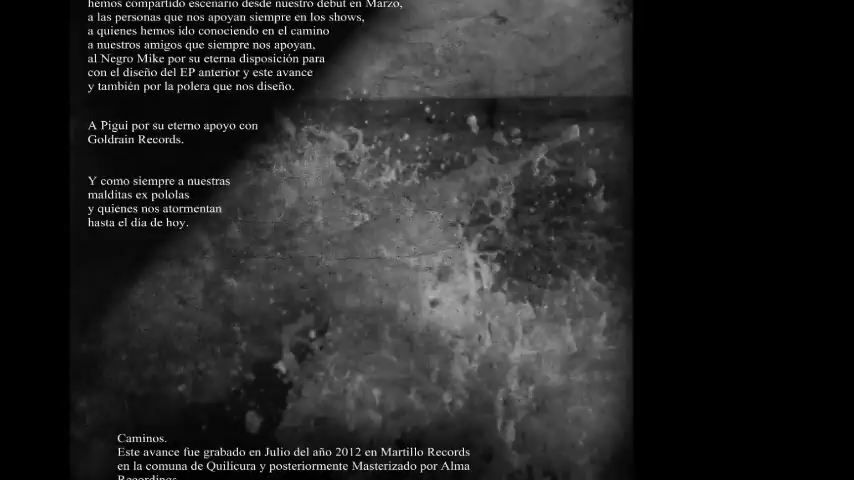 hemos compartido escenario desde nuestro debut en Marzo,
a las personas que nos apoyan siempre en los shows,
a quienes hemos ido conociendo en el camino
a nuestros amigos que siempre nos apoyan,
al Negro Mike por su eterna disposición para
con el diseño del EP anterior y este avance
y también por la polera que nos diseño.
A Pigui por su eterno apoyo con
Goldrain Records.
Y como siempre a nuestras
malditas ex pololas
y quienes nos atormentan
hasta el día de hoy.
Caminos.
Este avance fue grabado en Julio del año 2012 en Martillo Records
en la comuna de Quilicura y posteriormente Masterizado por Alma
Recordings